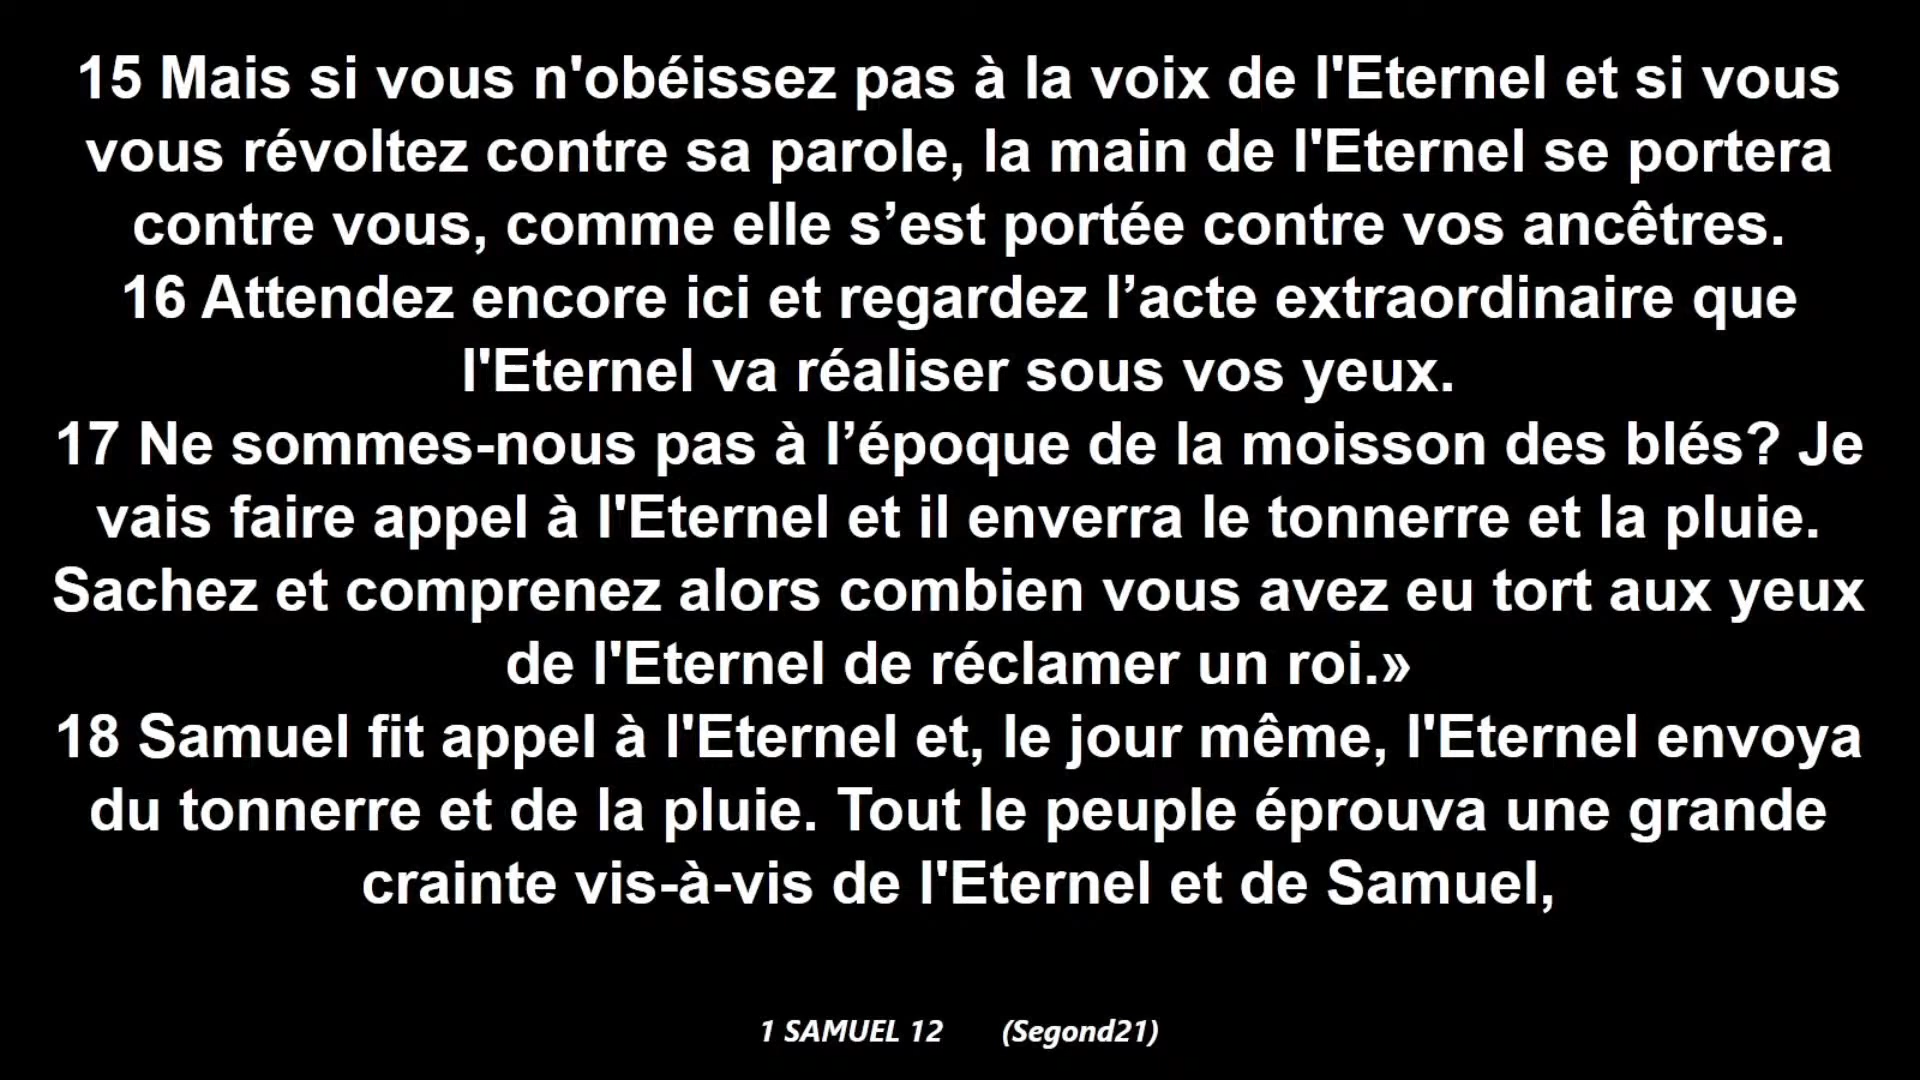 15 Mais si vous n'obéissez pas à la voix de l'Eternel et si vous
vous révoltez contre sa parole, la main de l'Eternel se portera
contre vous, comme elle s’est portée contre vos ancêtres.
16 Attendez encore ici et regardez l’acte extraordinaire que
l'Eternel va réaliser sous vos yeux.
17 Ne sommes-nous pas à l’époque de la moisson des blés? Je
vais faire appel à l'Eternel et il enverra le tonnerre et la pluie.
Sachez et comprenez alors combien vous avez eu tort aux yeux
de l'Eternel de réclamer un roi.»
18 Samuel fit appel à l'Eternel et, le jour même, l'Eternel envoya
du tonnerre et de la pluie. Tout le peuple éprouva une grande
crainte vis-à-vis de l'Eternel et de Samuel,
1 SAMUEL 12 (Segond21)